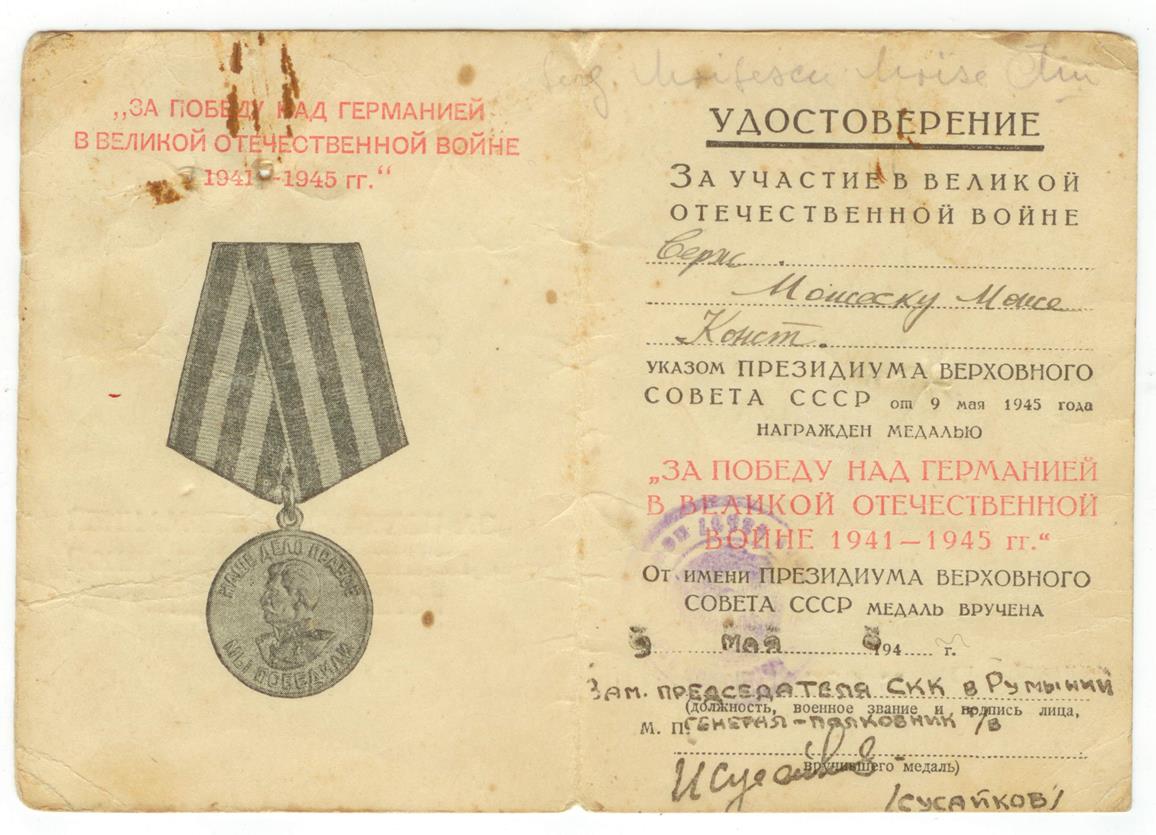 „ЗА ПОБЕДУ НАД ГЕРМАНИЕЙ
В ВЕЛИКОЙ ОТЕЧЕСТВЕННОЙ ВОЙНЕ
1941 -1945 гг.“
НАШЕ ДЕЛО ПРАВОЕ
МЫ ПОБЕДИЛИ
Moise
УДОСТОВЕРЕНИЕ
ЗА УЧАСТИЕ В ВЕЛИКОЙ
ОТЕЧЕСТВЕННОЙ ВОЙНЕ
Серж.
Моисеску Моисе
Конст.
УКАЗОМ ПРЕЗИДИУМА ВЕРХОВНОГО
СОВЕТА СССР от 9 мая 1945 года
НАГРАЖДЕН МЕДАЛЬЮ
„ЗА ПОБЕДУ НАД ГЕРМАНИЕЙ
В ВЕЛИКОЙ ОТЕЧЕСТВЕННОЙ
ВОЙНЕ 1941—1945 гг.“
ОТ ИМЕНИ ПРЕЗИДИУМА ВЕРХОВНОГО
СОВЕТА СССР МЕДАЛЬ ВРУЧЕНА
мая 194 г.
ЗАМ. ПРЕДСЕДАТЕЛЯ СКК в РУМЫНИИ
(должность, военное звание и подпись лица,
М. П. ГЕНЕРАЛ-ПОЛКОВНИК т/в
вручившего медаль)
/СУСАЙКОВ/